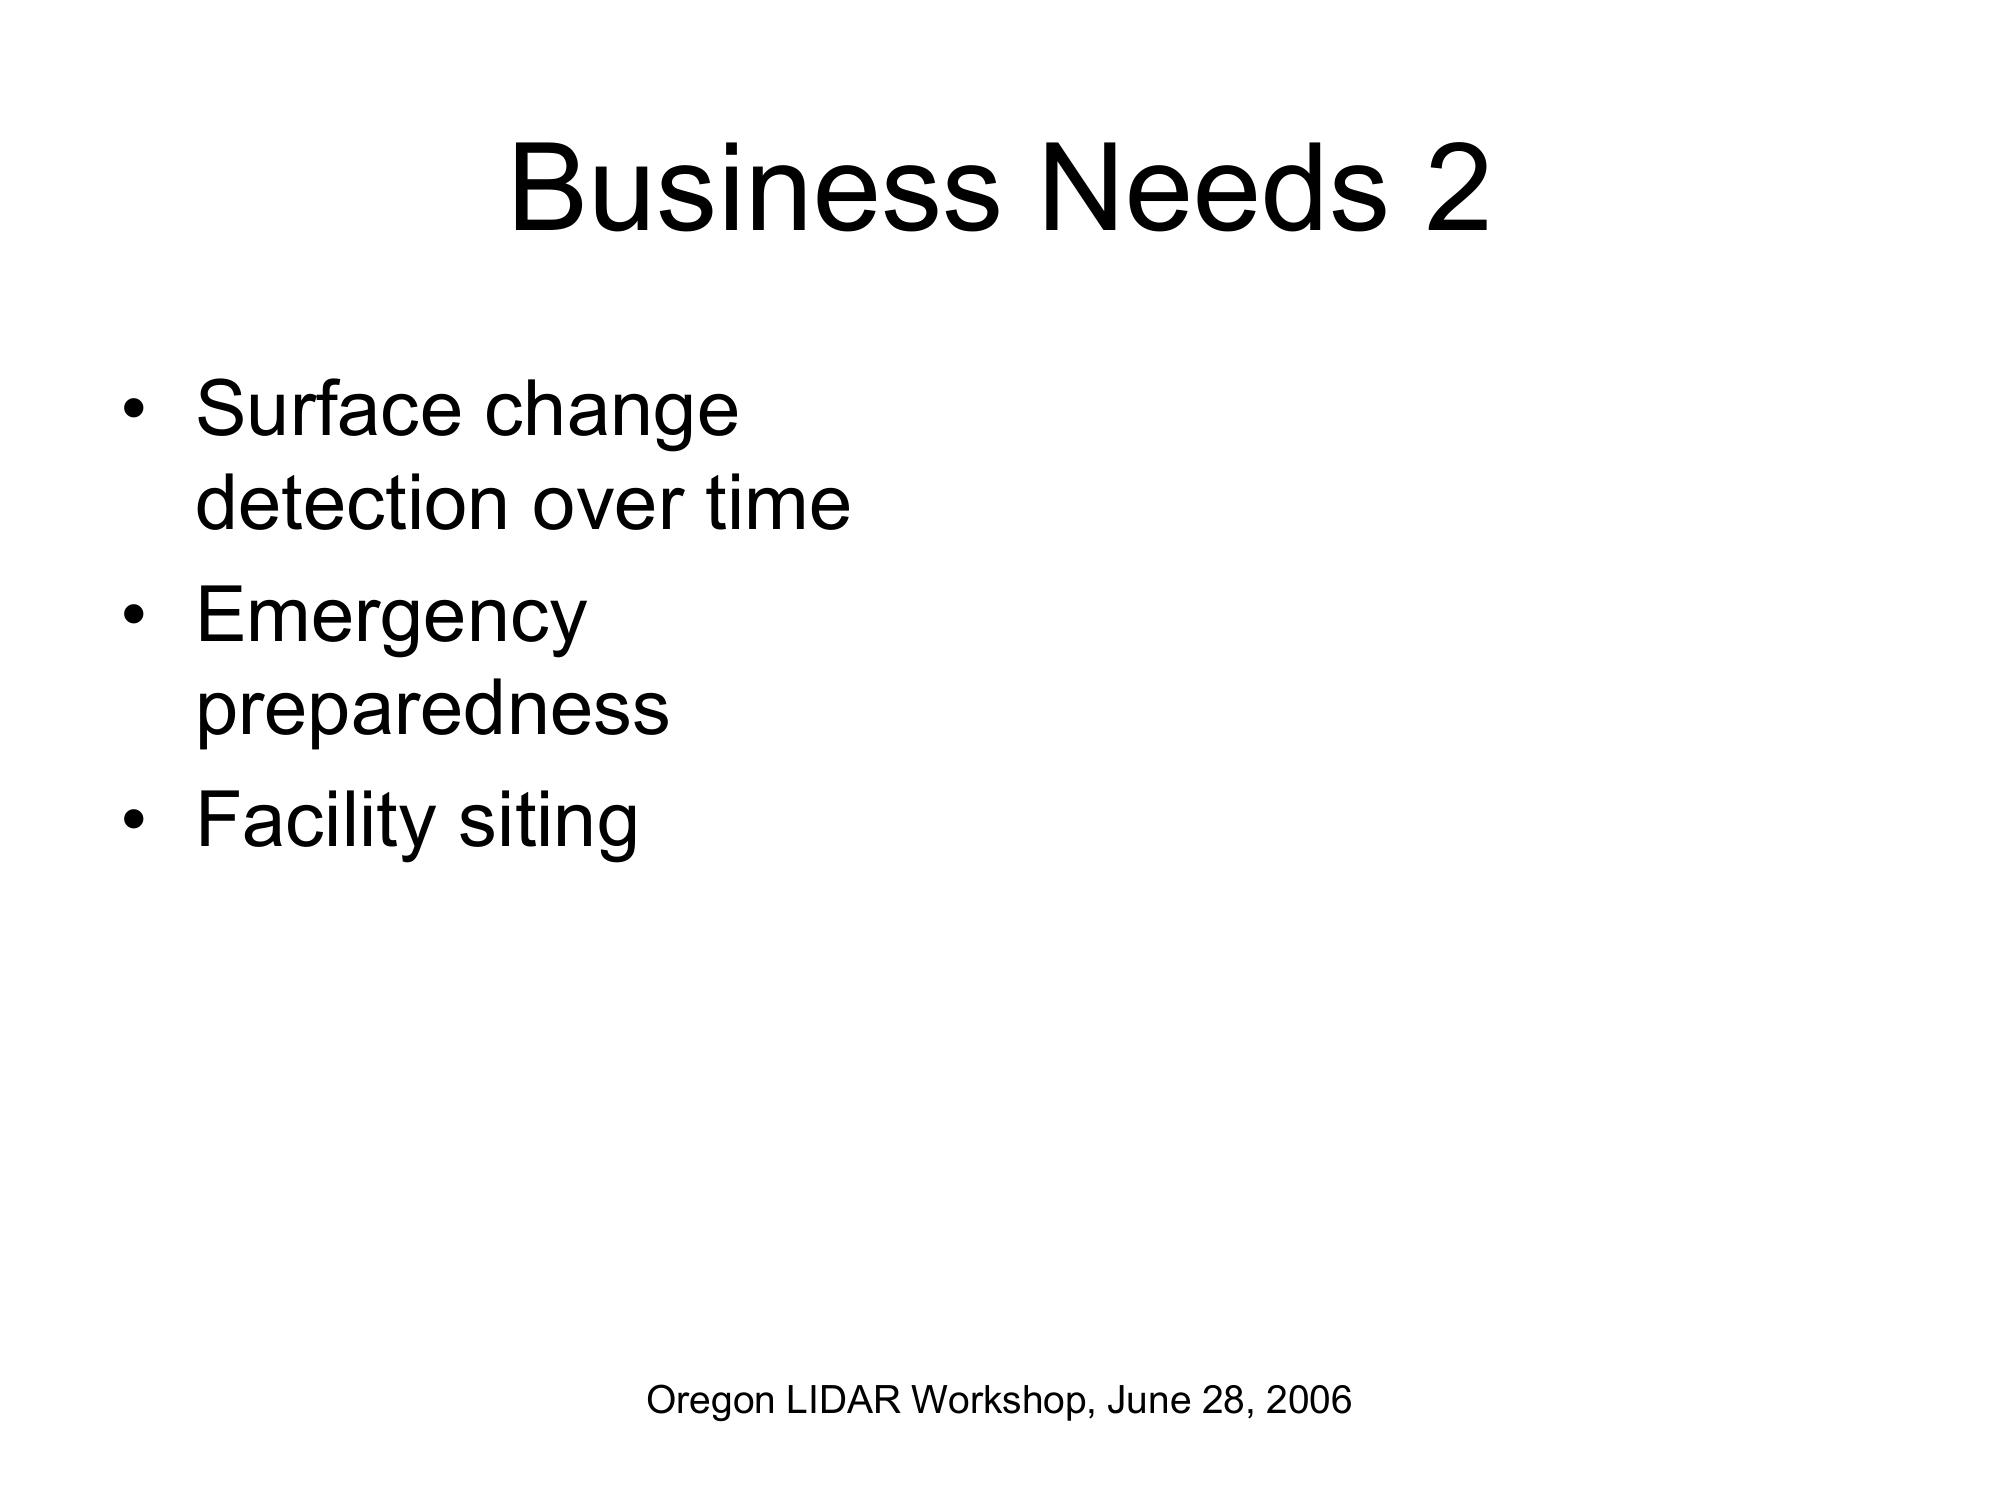 Business Needs 2
• Surface change
detection over time
• Emergency
preparedness
• Facility siting
Oregon LIDAR Workshop, June 28, 2006